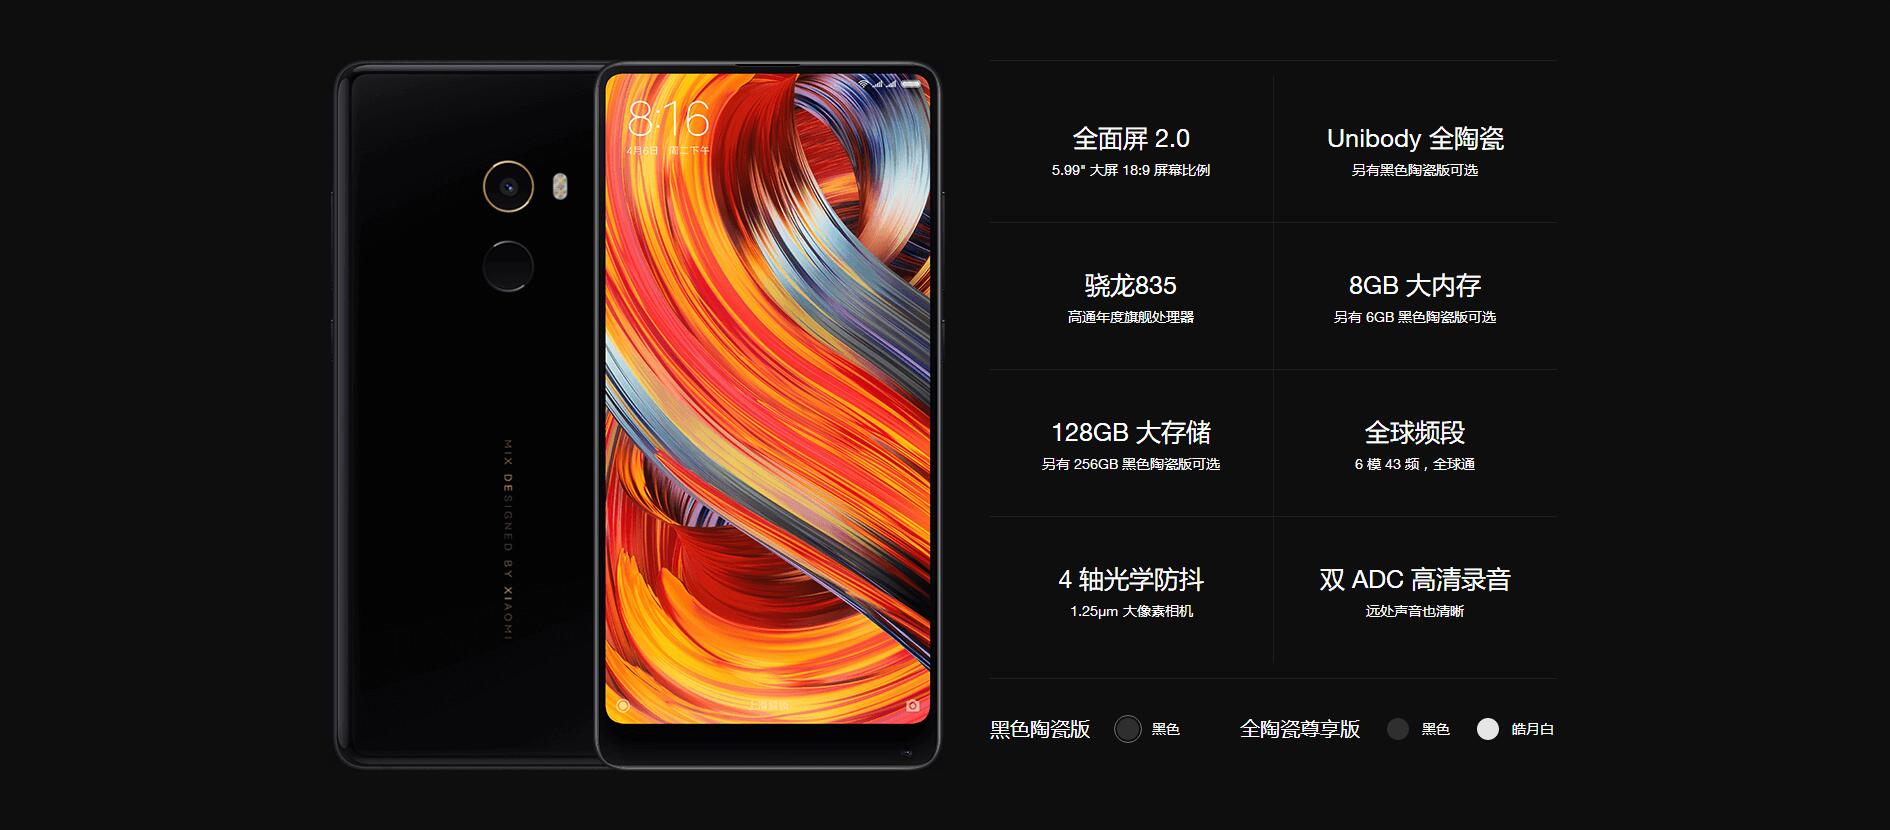 8:16
4月6日 周二下午
MIX DESIGNED BY XIAOMI
上滑解锁
全面屏 2.0
5.99" 大屏 18:9 屏幕比例
Unibody 全陶瓷
另有黑色陶瓷版可选
骁龙835
高通年度旗舰处理器
8GB 大内存
另有 6GB 黑色陶瓷版可选
128GB 大存储
另有 256GB 黑色陶瓷版可选
全球频段
6 模 43 频，全球通
4 轴光学防抖
1.25μm 大像素相机
双 ADC 高清录音
远处声音也清晰
黑色陶瓷版 黑色 全陶瓷尊享版 黑色 皓月白